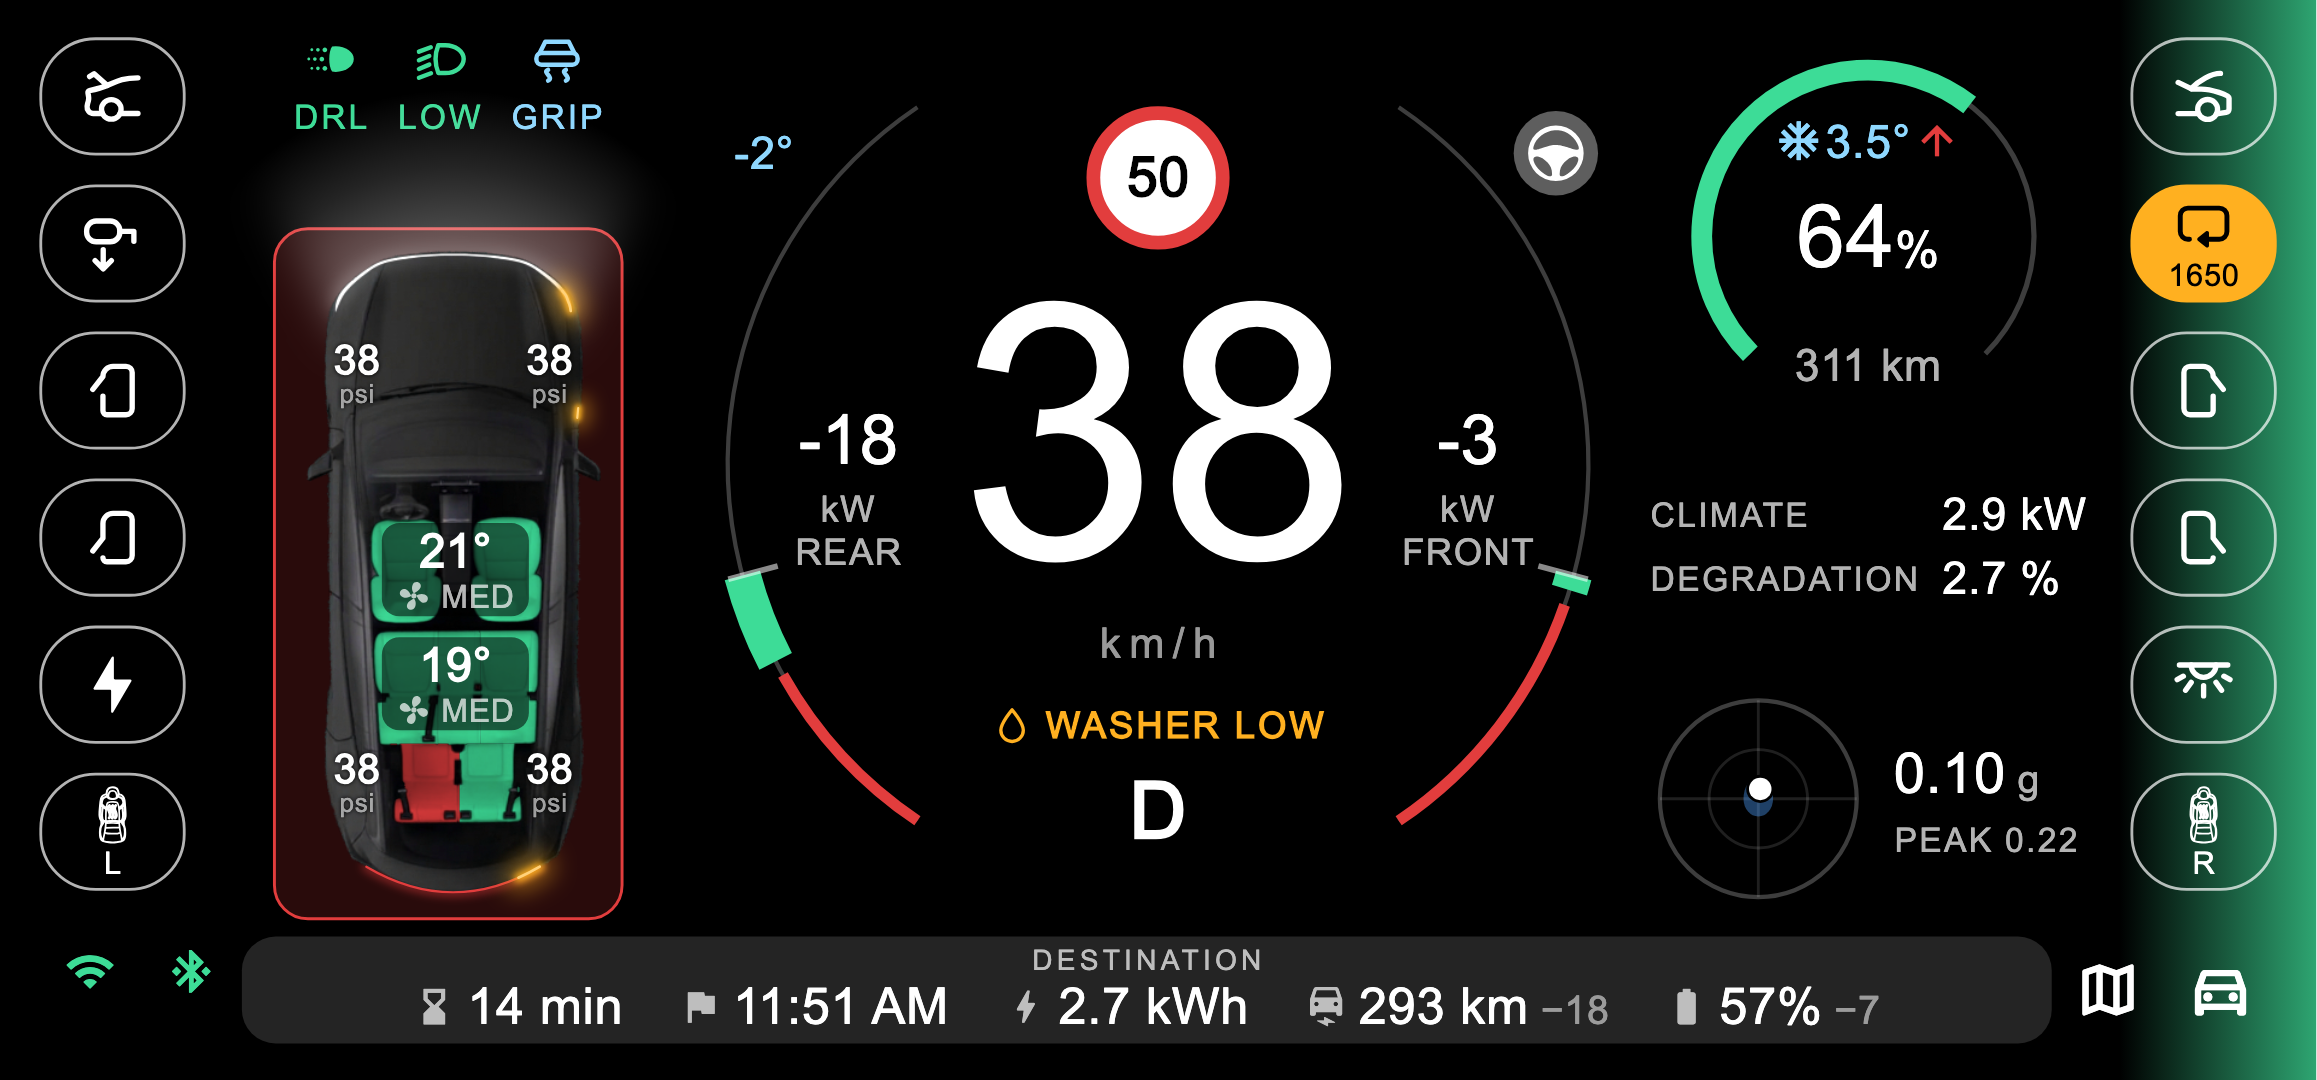 DRL LOW GRIP
-2°
50
3.5°
64%
311 km
1650
38 psi
38 psi
38
-18 kW REAR
-3 kW FRONT
km/h
21°
MED
19°
MED
38 psi
38 psi
CLIMATE 2.9 kW
DEGRADATION 2.7 %
WASHER LOW
D
0.10 g
PEAK 0.22
L
R
DESTINATION
14 min 11:51 AM 2.7 kWh 293 km −18 57% −7